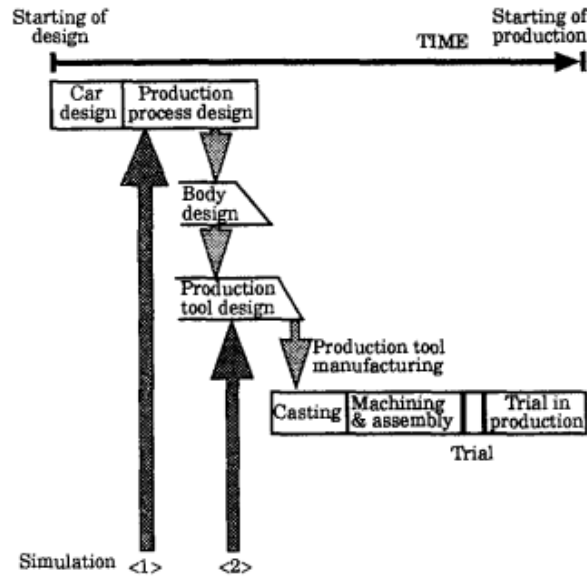 Starting of
design
TIME
Starting of
production
Car
design
Production
process design
Body
design
Production
tool design
Production tool
manufacturing
Casting
Machining
& assembly
Trial in
production
Trial
Simulation
<1>
<2>